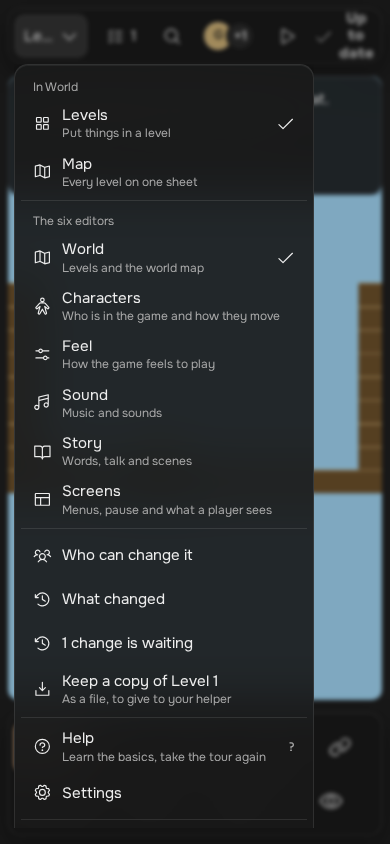 Le...
1
+1
Up
to
date
In World
Levels
Put things in a level
Map
Every level on one sheet
The six editors
World
Levels and the world map
Characters
Who is in the game and how they move
Feel
How the game feels to play
Sound
Music and sounds
Story
Words, talk and scenes
Screens
Menus, pause and what a player sees
Who can change it
What changed
1 change is waiting
Keep a copy of Level 1
As a file, to give to your helper
Help
Learn the basics, take the tour again
?
Settings